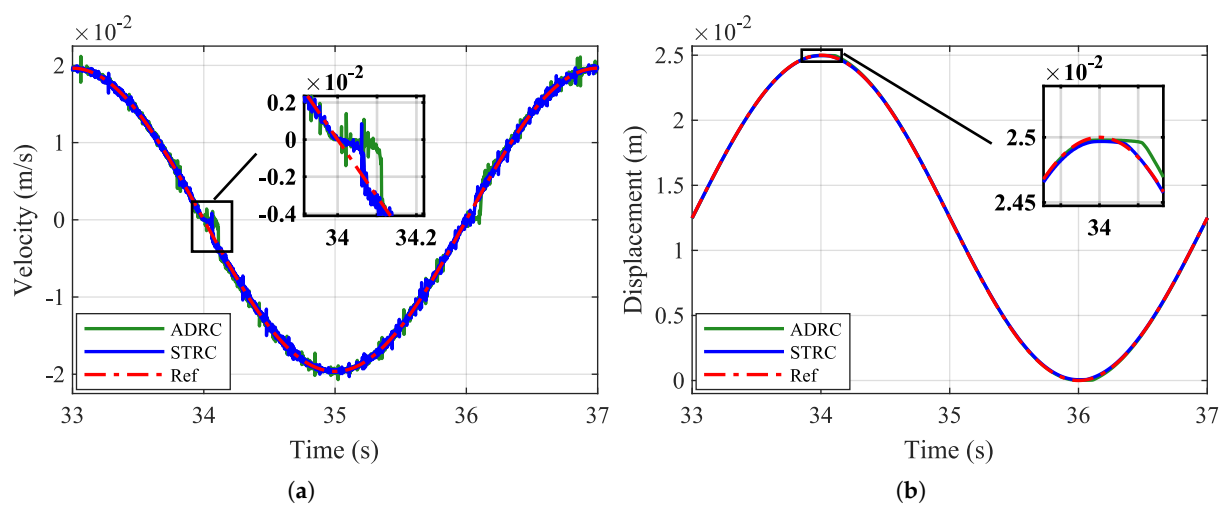 ×10⁻²
2
1
0
-1
-2
Velocity (m/s)
33
34
35
36
37
Time (s)
×10⁻²
0.2
0
-0.2
-0.4
34
34.2
ADRC
STRC
Ref
(a)
×10⁻²
2.5
2
1.5
1
0.5
0
Displacement (m)
33
34
35
36
37
Time (s)
×10⁻²
2.50
2.45
34
ADRC
STRC
Ref
(b)